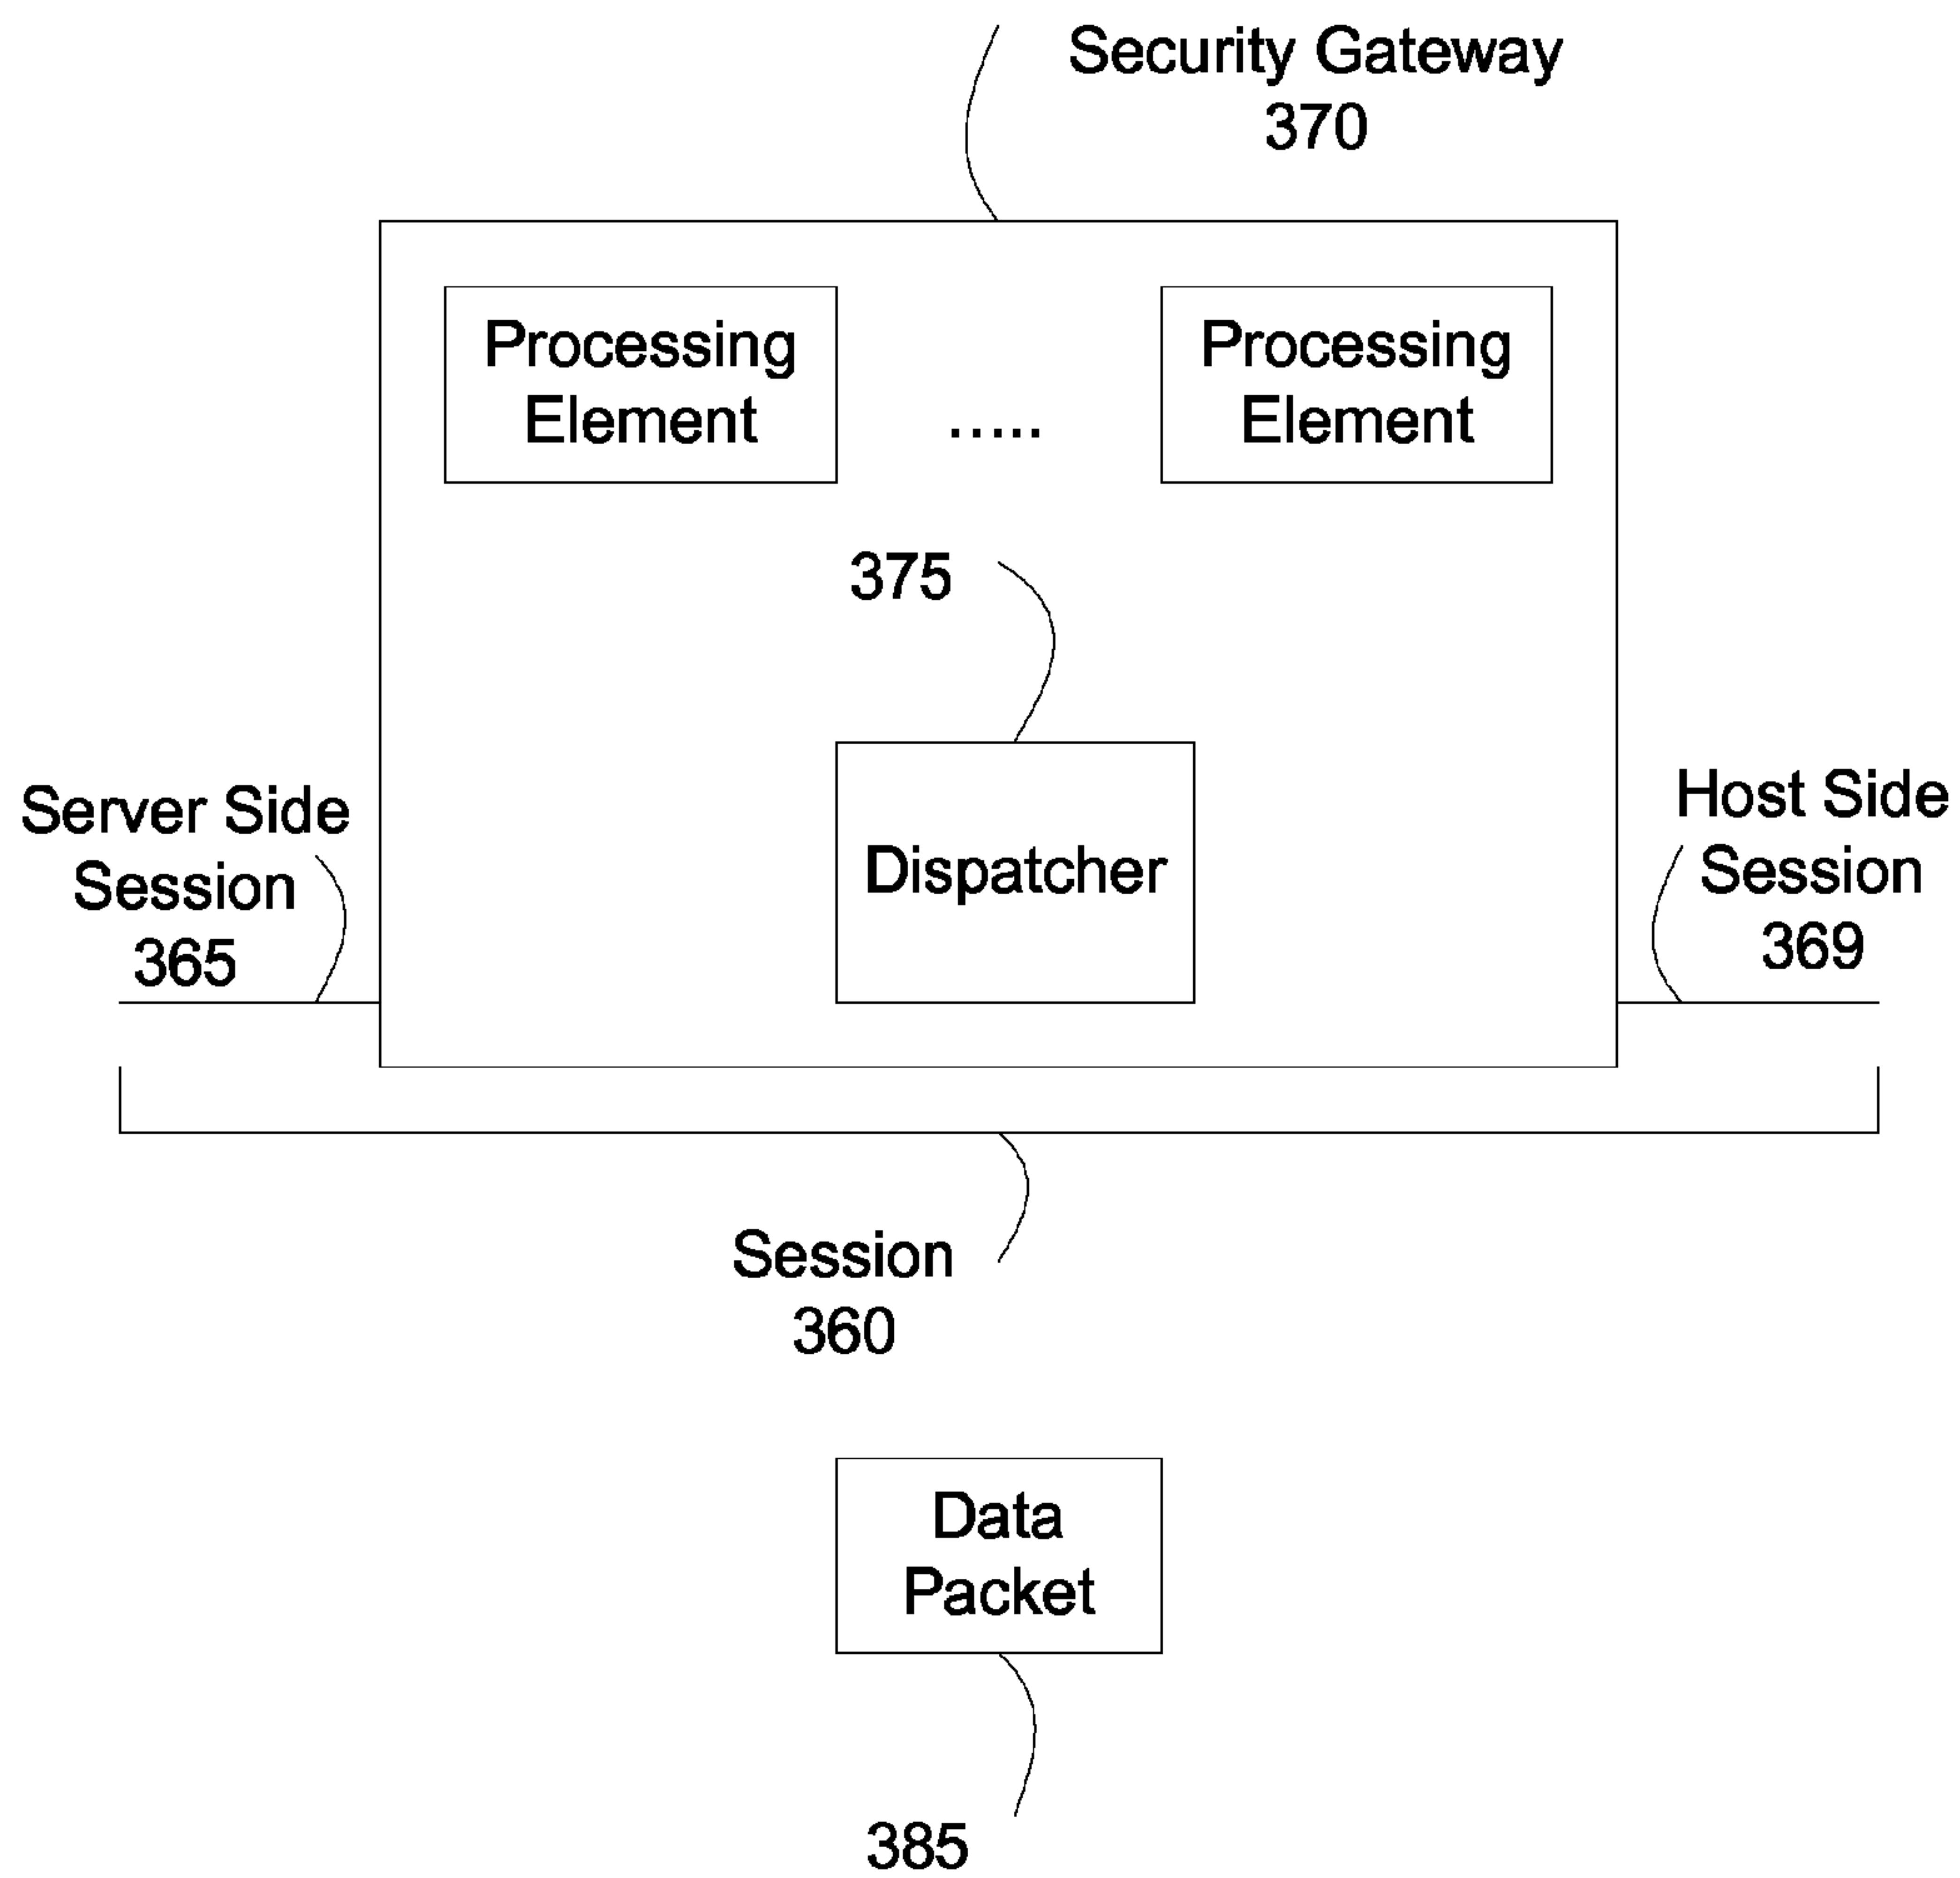 Security Gateway
370
Processing
Element
.....
Processing
Element
375
Server Side
Session
365
Dispatcher
Host Side
Session
369
Session
360
Data
Packet
385